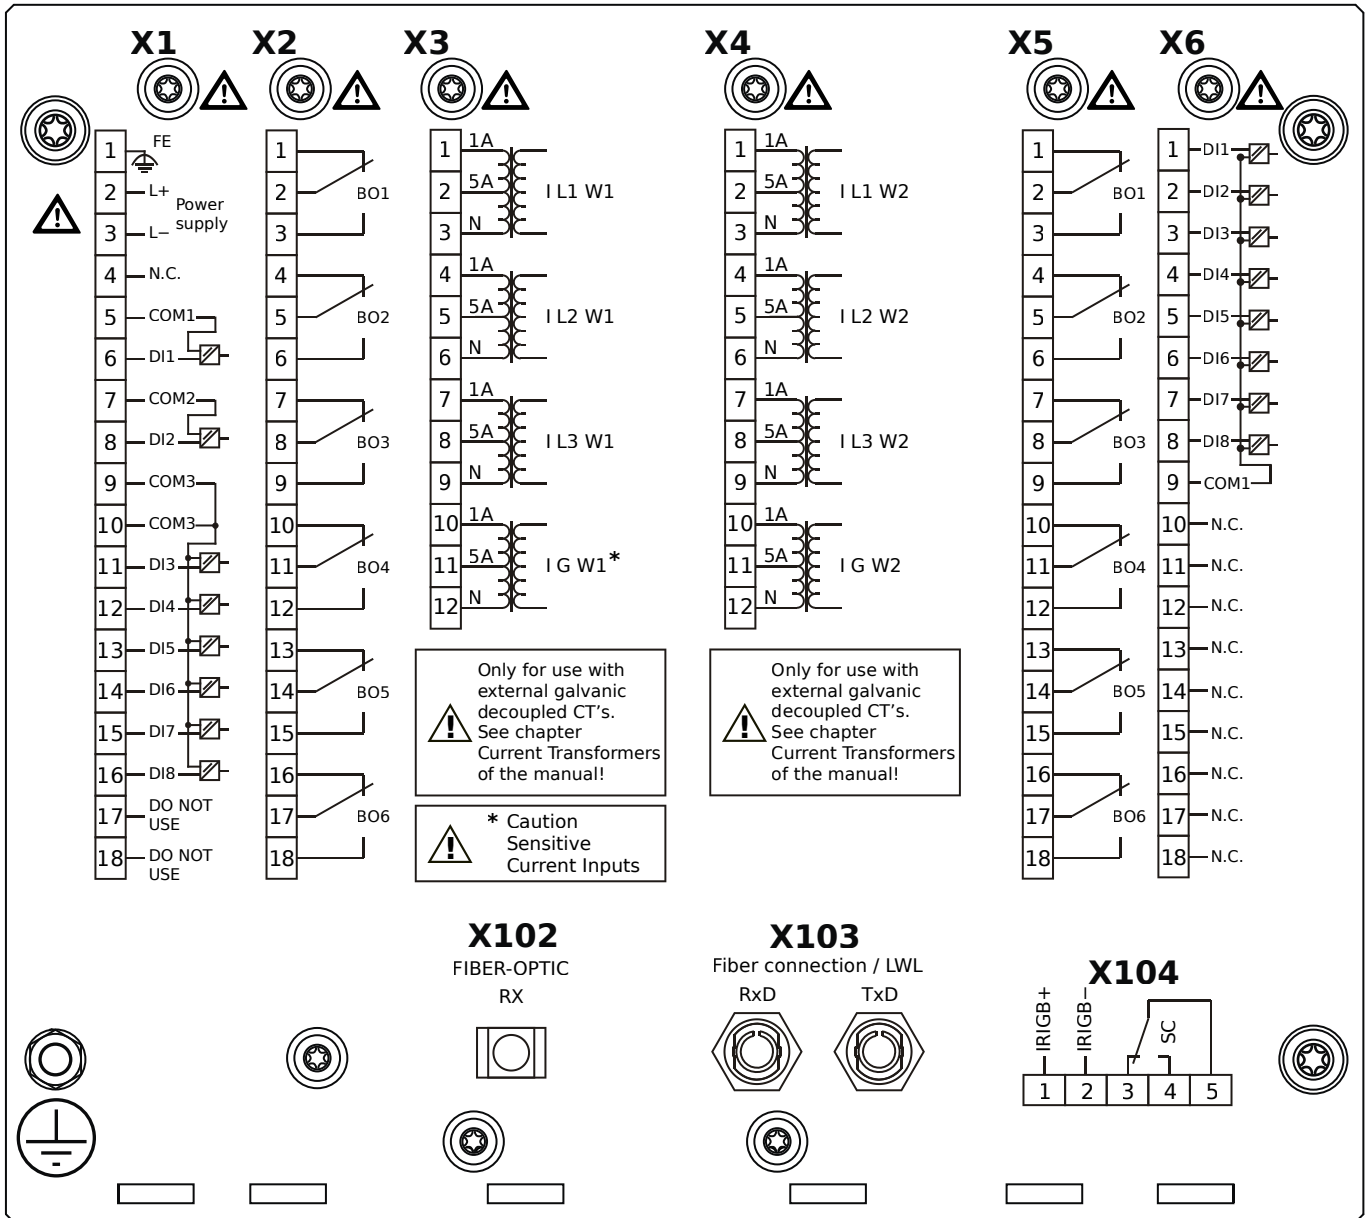 X1
X2
X3
X4
X5
X6
1 FE
2 L+
Power
supply
3 L−
4 N.C.
5 COM1
6 DI1
7 COM2
8 DI2
9 COM3
10 COM3
11 DI3
12 DI4
13 DI5
14 DI6
15 DI7
16 DI8
17 DO NOT
USE
18 DO NOT
USE
1
2 BO1
3
4
5 BO2
6
7
8 BO3
9
10
11 BO4
12
13
14 BO5
15
16
17 BO6
18
1 1A
2 5A I L1 W1
3 N
4 1A
5 5A I L2 W1
6 N
7 1A
8 5A I L3 W1
9 N
10 1A
11 5A I G W1*
12 N
Only for use with
external galvanic
decoupled CT's.
See chapter
Current Transformers
of the manual!
* Caution
Sensitive
Current Inputs
1 1A
2 5A I L1 W2
3 N
4 1A
5 5A I L2 W2
6 N
7 1A
8 5A I L3 W2
9 N
10 1A
11 5A I G W2
12 N
Only for use with
external galvanic
decoupled CT's.
See chapter
Current Transformers
of the manual!
1
2 BO1
3
4
5 BO2
6
7
8 BO3
9
10
11 BO4
12
13
14 BO5
15
16
17 BO6
18
1 DI1
2 DI2
3 DI3
4 DI4
5 DI5
6 DI6
7 DI7
8 DI8
9 COM1
10 N.C.
11 N.C.
12 N.C.
13 N.C.
14 N.C.
15 N.C.
16 N.C.
17 N.C.
18 N.C.
X102
FIBER-OPTIC
RX
X103
Fiber connection / LWL
RxD TxD
X104
IRIGB+
IRIGB−
SC
1 2 3 4 5